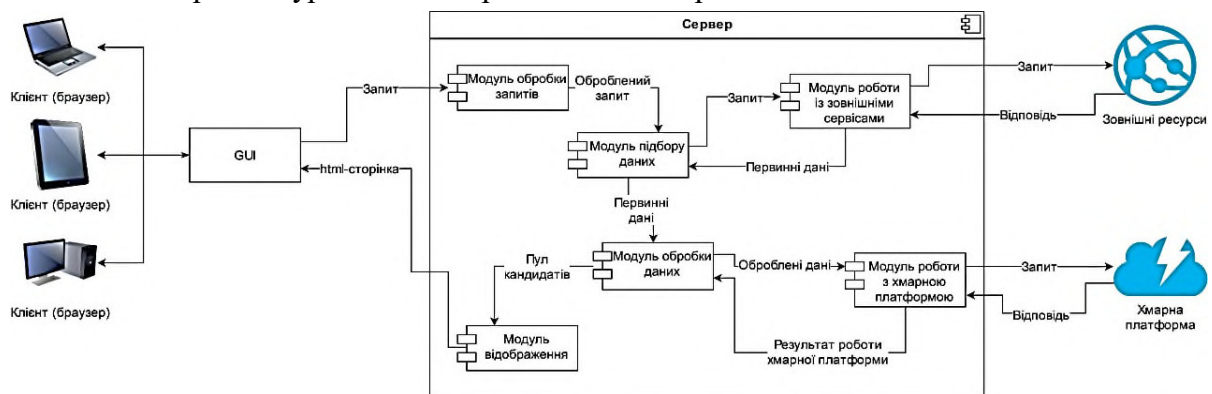 Сервер
Клієнт (браузер)
Клієнт (браузер)
Клієнт (браузер)
GUI
Запит
html-сторінка
Модуль обробки
запитів
Оброблений
запит
Модуль підбору
даних
Запит
Первинні дані
Модуль роботи
із зовнішніми
сервісами
Запит
Відповідь
Зовнішні ресурси
Первинні
дані
Модуль обробки
даних
Пул
кандидатів
Модуль
відображення
Оброблені дані
Модуль роботи
з хмарною
платформою
Результат роботи
хмарної платформи
Запит
Відповідь
Хмарна
платформа